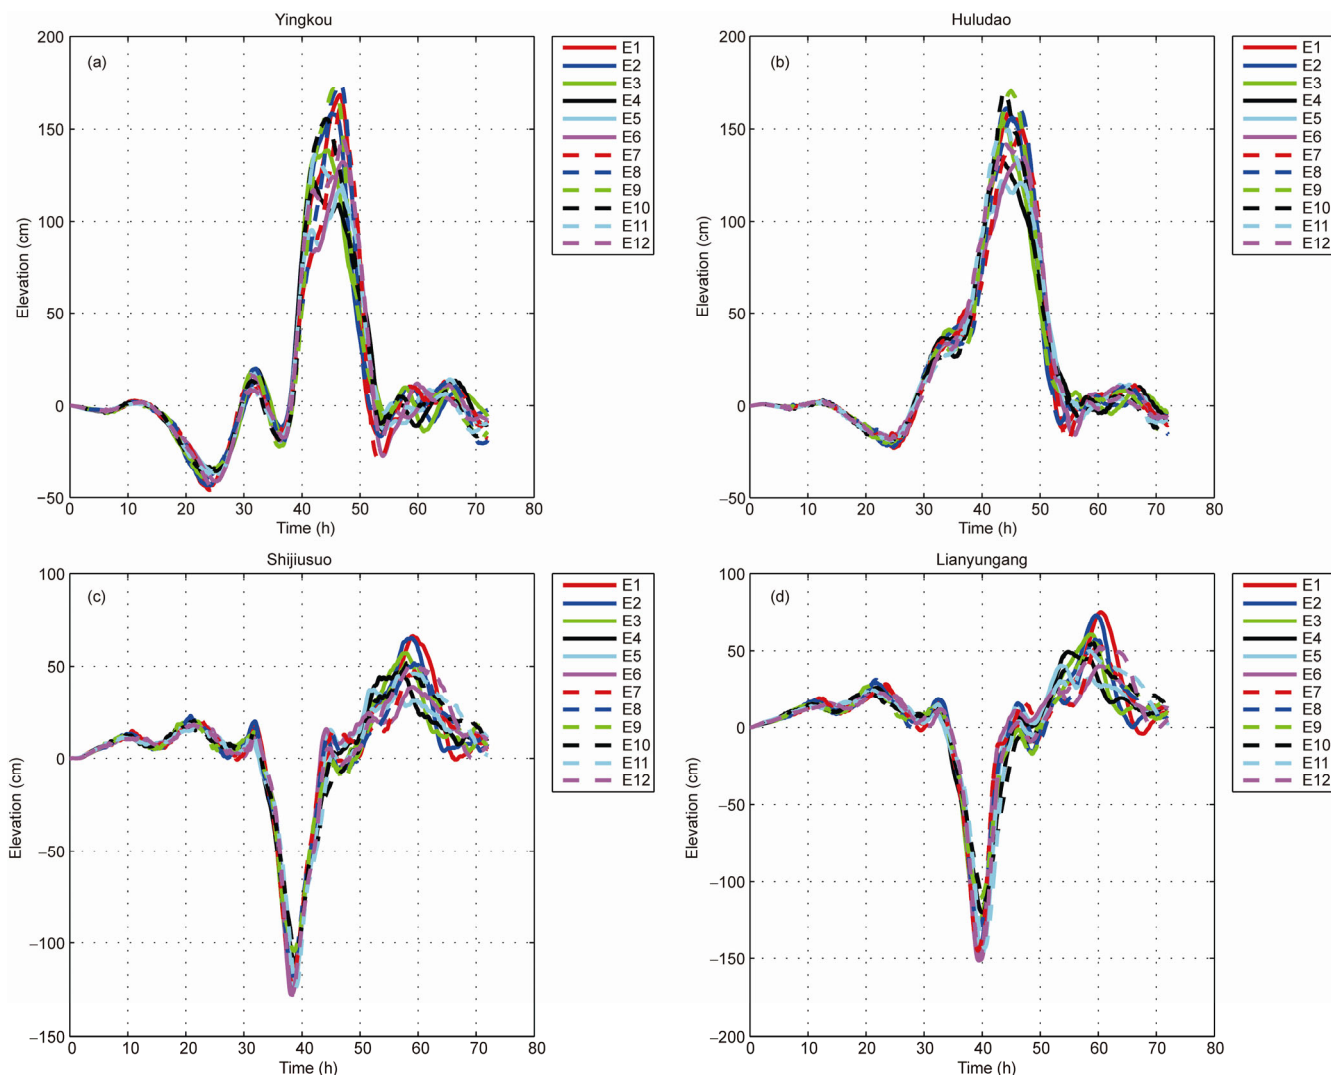 Yingkou
(a)
Elevation (cm)
200
150
100
50
0
−50
0 10 20 30 40 50 60 70 80
Time (h)
E1
E2
E3
E4
E5
E6
E7
E8
E9
E10
E11
E12
Huludao
(b)
Elevation (cm)
200
150
100
50
0
−50
0 10 20 30 40 50 60 70 80
Time (h)
E1
E2
E3
E4
E5
E6
E7
E8
E9
E10
E11
E12
Shijiusuo
(c)
Elevation (cm)
100
50
0
−50
−100
−150
0 10 20 30 40 50 60 70 80
Time (h)
E1
E2
E3
E4
E5
E6
E7
E8
E9
E10
E11
E12
Lianyungang
(d)
Elevation (cm)
100
50
0
−50
−100
−150
−200
0 10 20 30 40 50 60 70 80
Time (h)
E1
E2
E3
E4
E5
E6
E7
E8
E9
E10
E11
E12